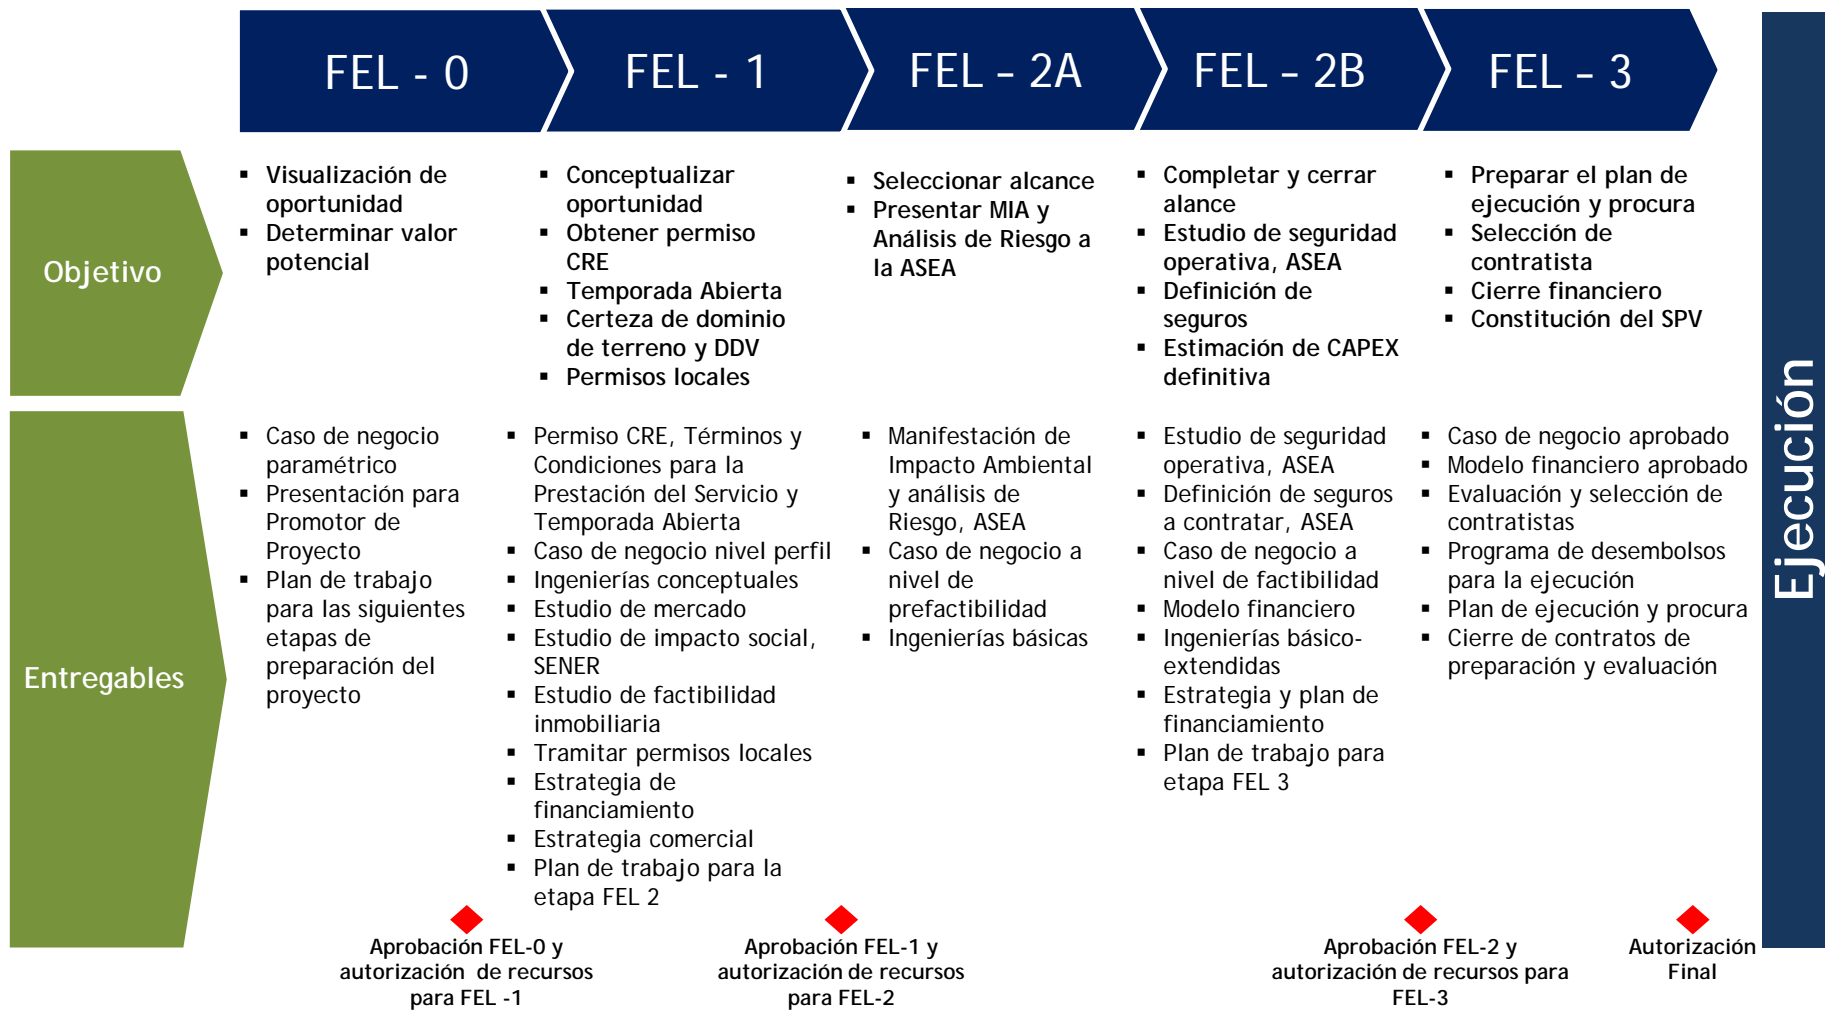 FEL - 0
FEL - 1
FEL – 2A
FEL – 2B
FEL – 3
Objetivo
▪ Visualización de
oportunidad
▪ Determinar valor
potencial
▪ Conceptualizar
oportunidad
▪ Obtener permiso
CRE
▪ Temporada Abierta
▪ Certeza de dominio
de terreno y DDV
▪ Permisos locales
▪ Seleccionar alcance
▪ Presentar MIA y
Análisis de Riesgo a
la ASEA
▪ Completar y cerrar
alance
▪ Estudio de seguridad
operativa, ASEA
▪ Definición de
seguros
▪ Estimación de CAPEX
definitiva
▪ Preparar el plan de
ejecución y procura
▪ Selección de
contratista
▪ Cierre financiero
▪ Constitución del SPV
Entregables
▪ Caso de negocio
paramétrico
▪ Presentación para
Promotor de
Proyecto
▪ Plan de trabajo
para las siguientes
etapas de
preparación del
proyecto
▪ Permiso CRE, Términos y
Condiciones para la
Prestación del Servicio y
Temporada Abierta
▪ Caso de negocio nivel perfil
▪ Ingenierías conceptuales
▪ Estudio de mercado
▪ Estudio de impacto social,
SENER
▪ Estudio de factibilidad
inmobiliaria
▪ Tramitar permisos locales
▪ Estrategia de
financiamiento
▪ Estrategia comercial
▪ Plan de trabajo para la
etapa FEL 2
▪ Manifestación de
Impacto Ambiental
y análisis de
Riesgo, ASEA
▪ Caso de negocio a
nivel de
prefactibilidad
▪ Ingenierías básicas
▪ Estudio de seguridad
operativa, ASEA
▪ Definición de seguros
a contratar, ASEA
▪ Caso de negocio a
nivel de factibilidad
▪ Modelo financiero
▪ Ingenierías básico-
extendidas
▪ Estrategia y plan de
financiamiento
▪ Plan de trabajo para
etapa FEL 3
▪ Caso de negocio aprobado
▪ Modelo financiero aprobado
▪ Evaluación y selección de
contratistas
▪ Programa de desembolsos
para la ejecución
▪ Plan de ejecución y procura
▪ Cierre de contratos de
preparación y evaluación
Ejecución
Aprobación FEL-0 y
autorización de recursos
para FEL -1
Aprobación FEL-1 y
autorización de recursos
para FEL-2
Aprobación FEL-2 y
autorización de recursos para
FEL-3
Autorización
Final